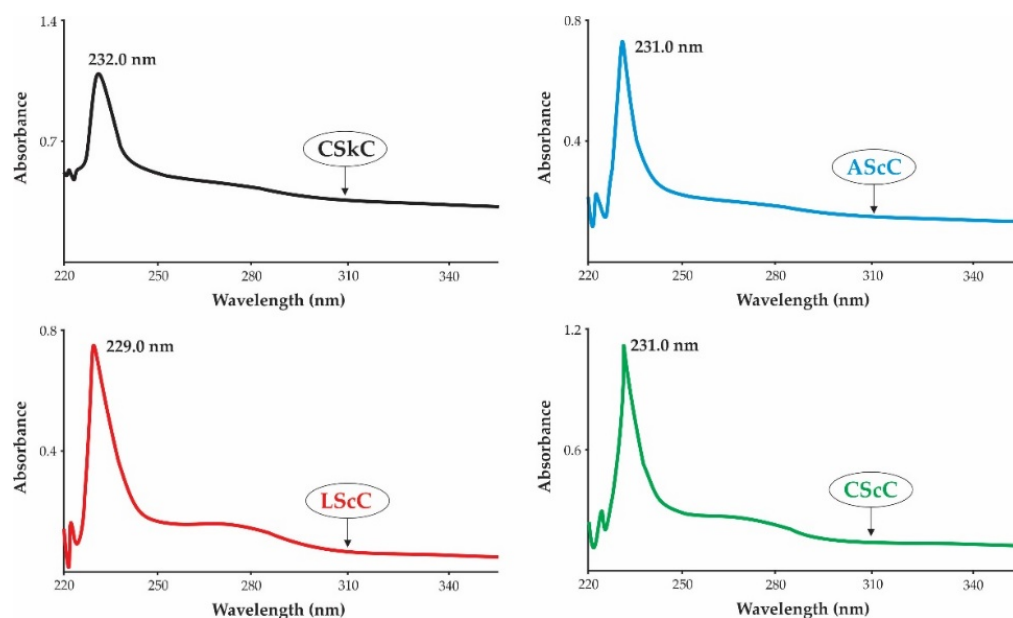 1.4
232.0 nm
0.7
Absorbance
CSkC
220 250 280 310 340
Wavelength (nm)
0.8
231.0 nm
0.4
Absorbance
AScC
220 250 280 310 340
Wavelength (nm)
0.8
229.0 nm
0.4
Absorbance
LScC
220 250 280 310 340
Wavelength (nm)
1.2
231.0 nm
0.6
Absorbance
CScC
220 250 280 310 340
Wavelength (nm)